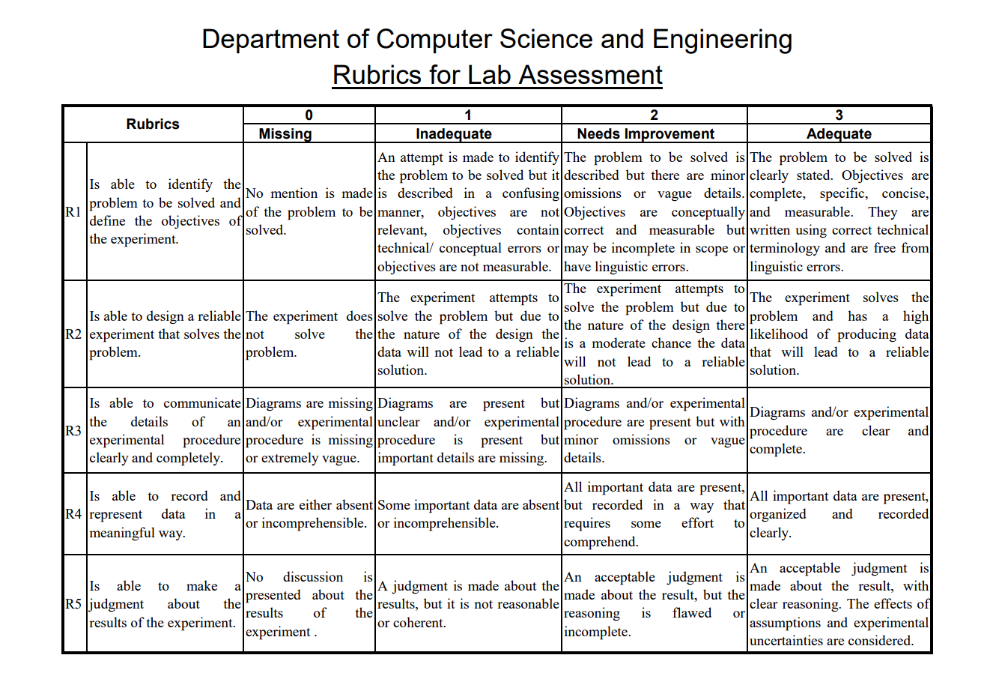 Department of Computer Science and Engineering
Rubrics for Lab Assessment
Rubrics
0
1
2
3
Missing
Inadequate
Needs Improvement
Adequate
R1
Is able to identify the
problem to be solved and
define the objectives of
the experiment.
No mention is made
of the problem to be
solved.
An attempt is made to identify
the problem to be solved but it
is described in a confusing
manner, objectives are not
relevant, objectives contain
technical/ conceptual errors or
objectives are not measurable.
The problem to be solved is
described but there are minor
omissions or vague details.
Objectives are conceptually
correct and measurable but
may be incomplete in scope or
have linguistic errors.
The problem to be solved is
clearly stated. Objectives are
complete, specific, concise,
and measurable. They are
written using correct technical
terminology and are free from
linguistic errors.
R2
Is able to design a reliable
experiment that solves the
problem.
The experiment does
not solve the
problem.
The experiment attempts to
solve the problem but due to
the nature of the design the
data will not lead to a reliable
solution.
The experiment attempts to
solve the problem but due to
the nature of the design there
is a moderate chance the data
will not lead to a reliable
solution.
The experiment solves the
problem and has a high
likelihood of producing data
that will lead to a reliable
solution.
R3
Is able to communicate
the details of an
experimental procedure
clearly and completely.
Diagrams are missing
and/or experimental
procedure is missing
or extremely vague.
Diagrams are present but
unclear and/or experimental
procedure is present but
important details are missing.
Diagrams and/or experimental
procedure are present but with
minor omissions or vague
details.
Diagrams and/or experimental
procedure are clear and
complete.
R4
Is able to record and
represent data in a
meaningful way.
Data are either absent
or incomprehensible.
Some important data are absent
or incomprehensible.
All important data are present,
but recorded in a way that
requires some effort to
comprehend.
All important data are present,
organized and recorded
clearly.
R5
Is able to make a
judgment about the
results of the experiment.
No discussion is
presented about the
results of the
experiment .
A judgment is made about the
results, but it is not reasonable
or coherent.
An acceptable judgment is
made about the result, but the
reasoning is flawed or
incomplete.
An acceptable judgment is
made about the result, with
clear reasoning. The effects of
assumptions and experimental
uncertainties are considered.